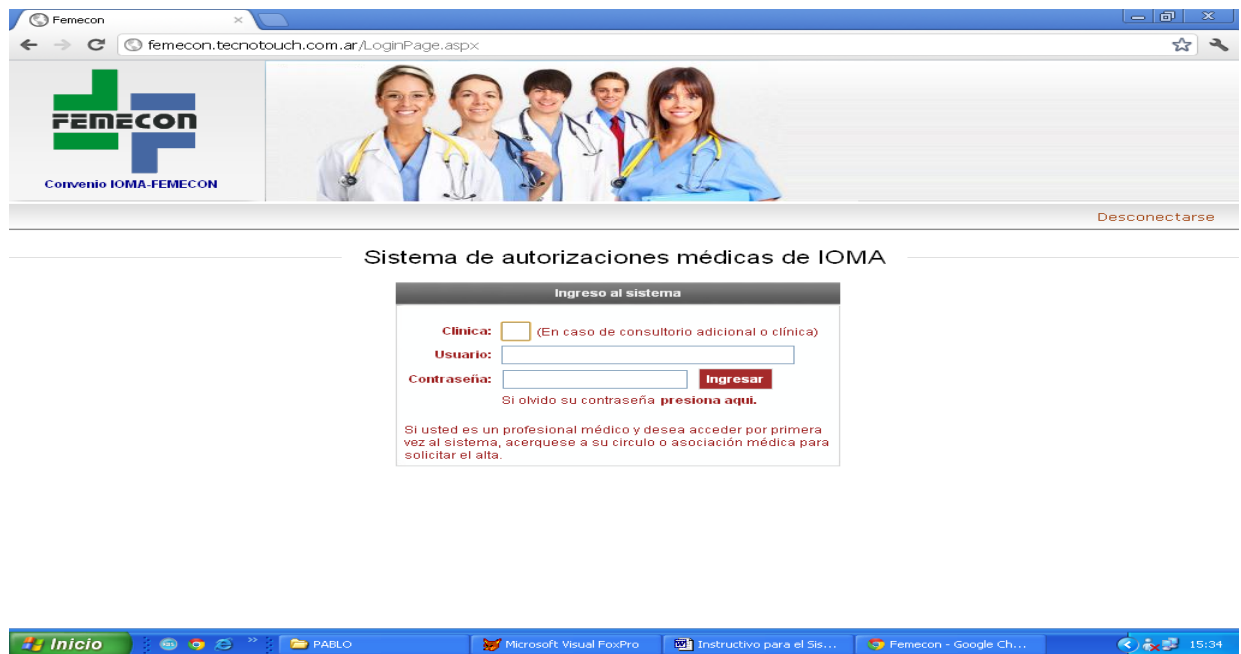 Femecon
femecon.tecnotouch.com.ar/LoginPage.aspx
FEMECON
Convenio IOMA-FEMECON
Desconectarse
Sistema de autorizaciones médicas de IOMA
Ingreso al sistema
Clinica: (En caso de consultorio adicional o clínica)
Usuario:
Contraseña: Ingresar
Si olvido su contraseña presiona aqui.
Si usted es un profesional médico y desea acceder por primera
vez al sistema, acerquese a su circulo o asociación médica para
solicitar el alta.
Inicio PABLO Microsoft Visual FoxPro Instructivo para el Sis... Femecon - Google Ch... 15:34